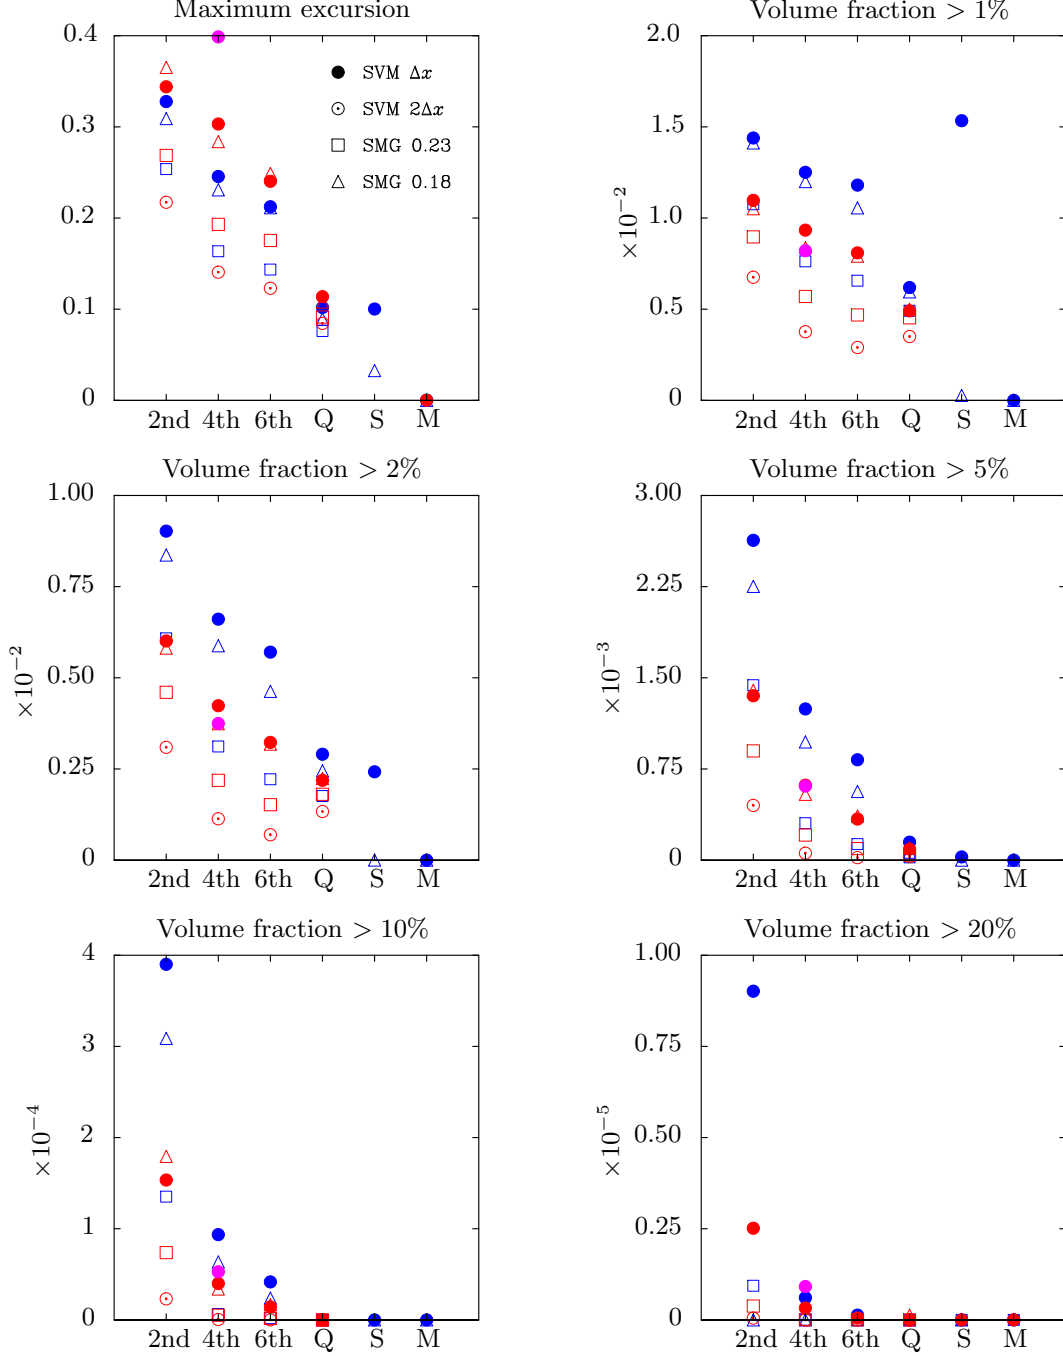 Maximum excursion
0.4
0.3
0.2
0.1
0
SVM Δx
SVM 2Δx
SMG 0.23
SMG 0.18
2nd 4th 6th Q S M
Volume fraction > 1%
×10⁻²
2.0
1.5
1.0
0.5
0
2nd 4th 6th Q S M
Volume fraction > 2%
×10⁻²
1.00
0.75
0.50
0.25
0
2nd 4th 6th Q S M
Volume fraction > 5%
×10⁻³
3.00
2.25
1.50
0.75
0
2nd 4th 6th Q S M
Volume fraction > 10%
×10⁻⁴
4
3
2
1
0
2nd 4th 6th Q S M
Volume fraction > 20%
×10⁻⁵
1.00
0.75
0.50
0.25
0
2nd 4th 6th Q S M